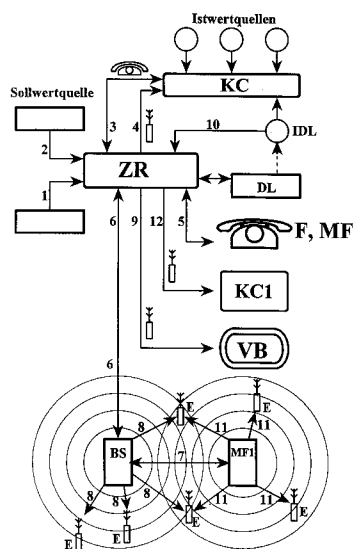 Istwertquellen
KC
Sollwertquelle
3
4
10
IDL
2
ZR
DL
1
6
9
12
5
F, MF
KC1
VB
6
E
E
8
11
11
BS
7
MF1
8
8
8
11
11
E
E
E
E